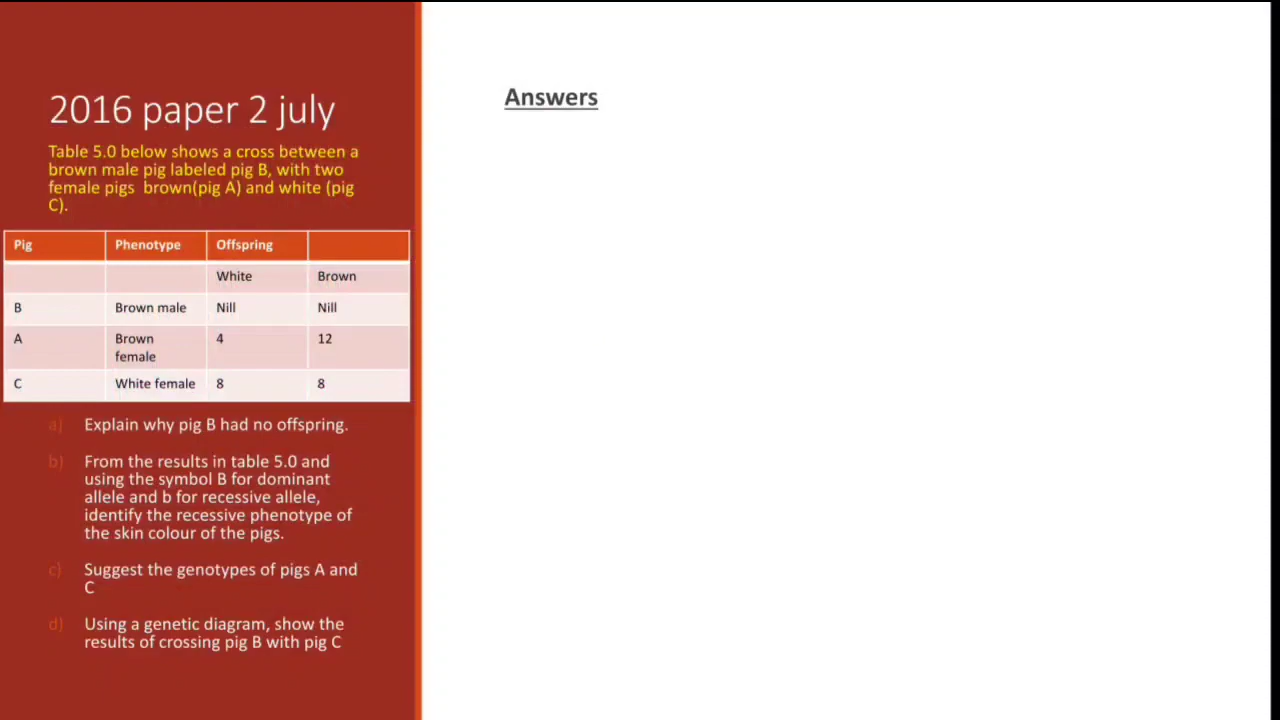 2016 paper 2 july
Table 5.0 below shows a cross between a
brown male pig labeled pig B, with two
female pigs brown(pig A) and white (pig
C).
Pig Phenotype Offspring
White Brown
B Brown male Nill Nill
A Brown female 4 12
C White female 8 8
a) Explain why pig B had no offspring.
b) From the results in table 5.0 and
using the symbol B for dominant
allele and b for recessive allele,
identify the recessive phenotype of
the skin colour of the pigs.
c) Suggest the genotypes of pigs A and
C
d) Using a genetic diagram, show the
results of crossing pig B with pig C
Answers